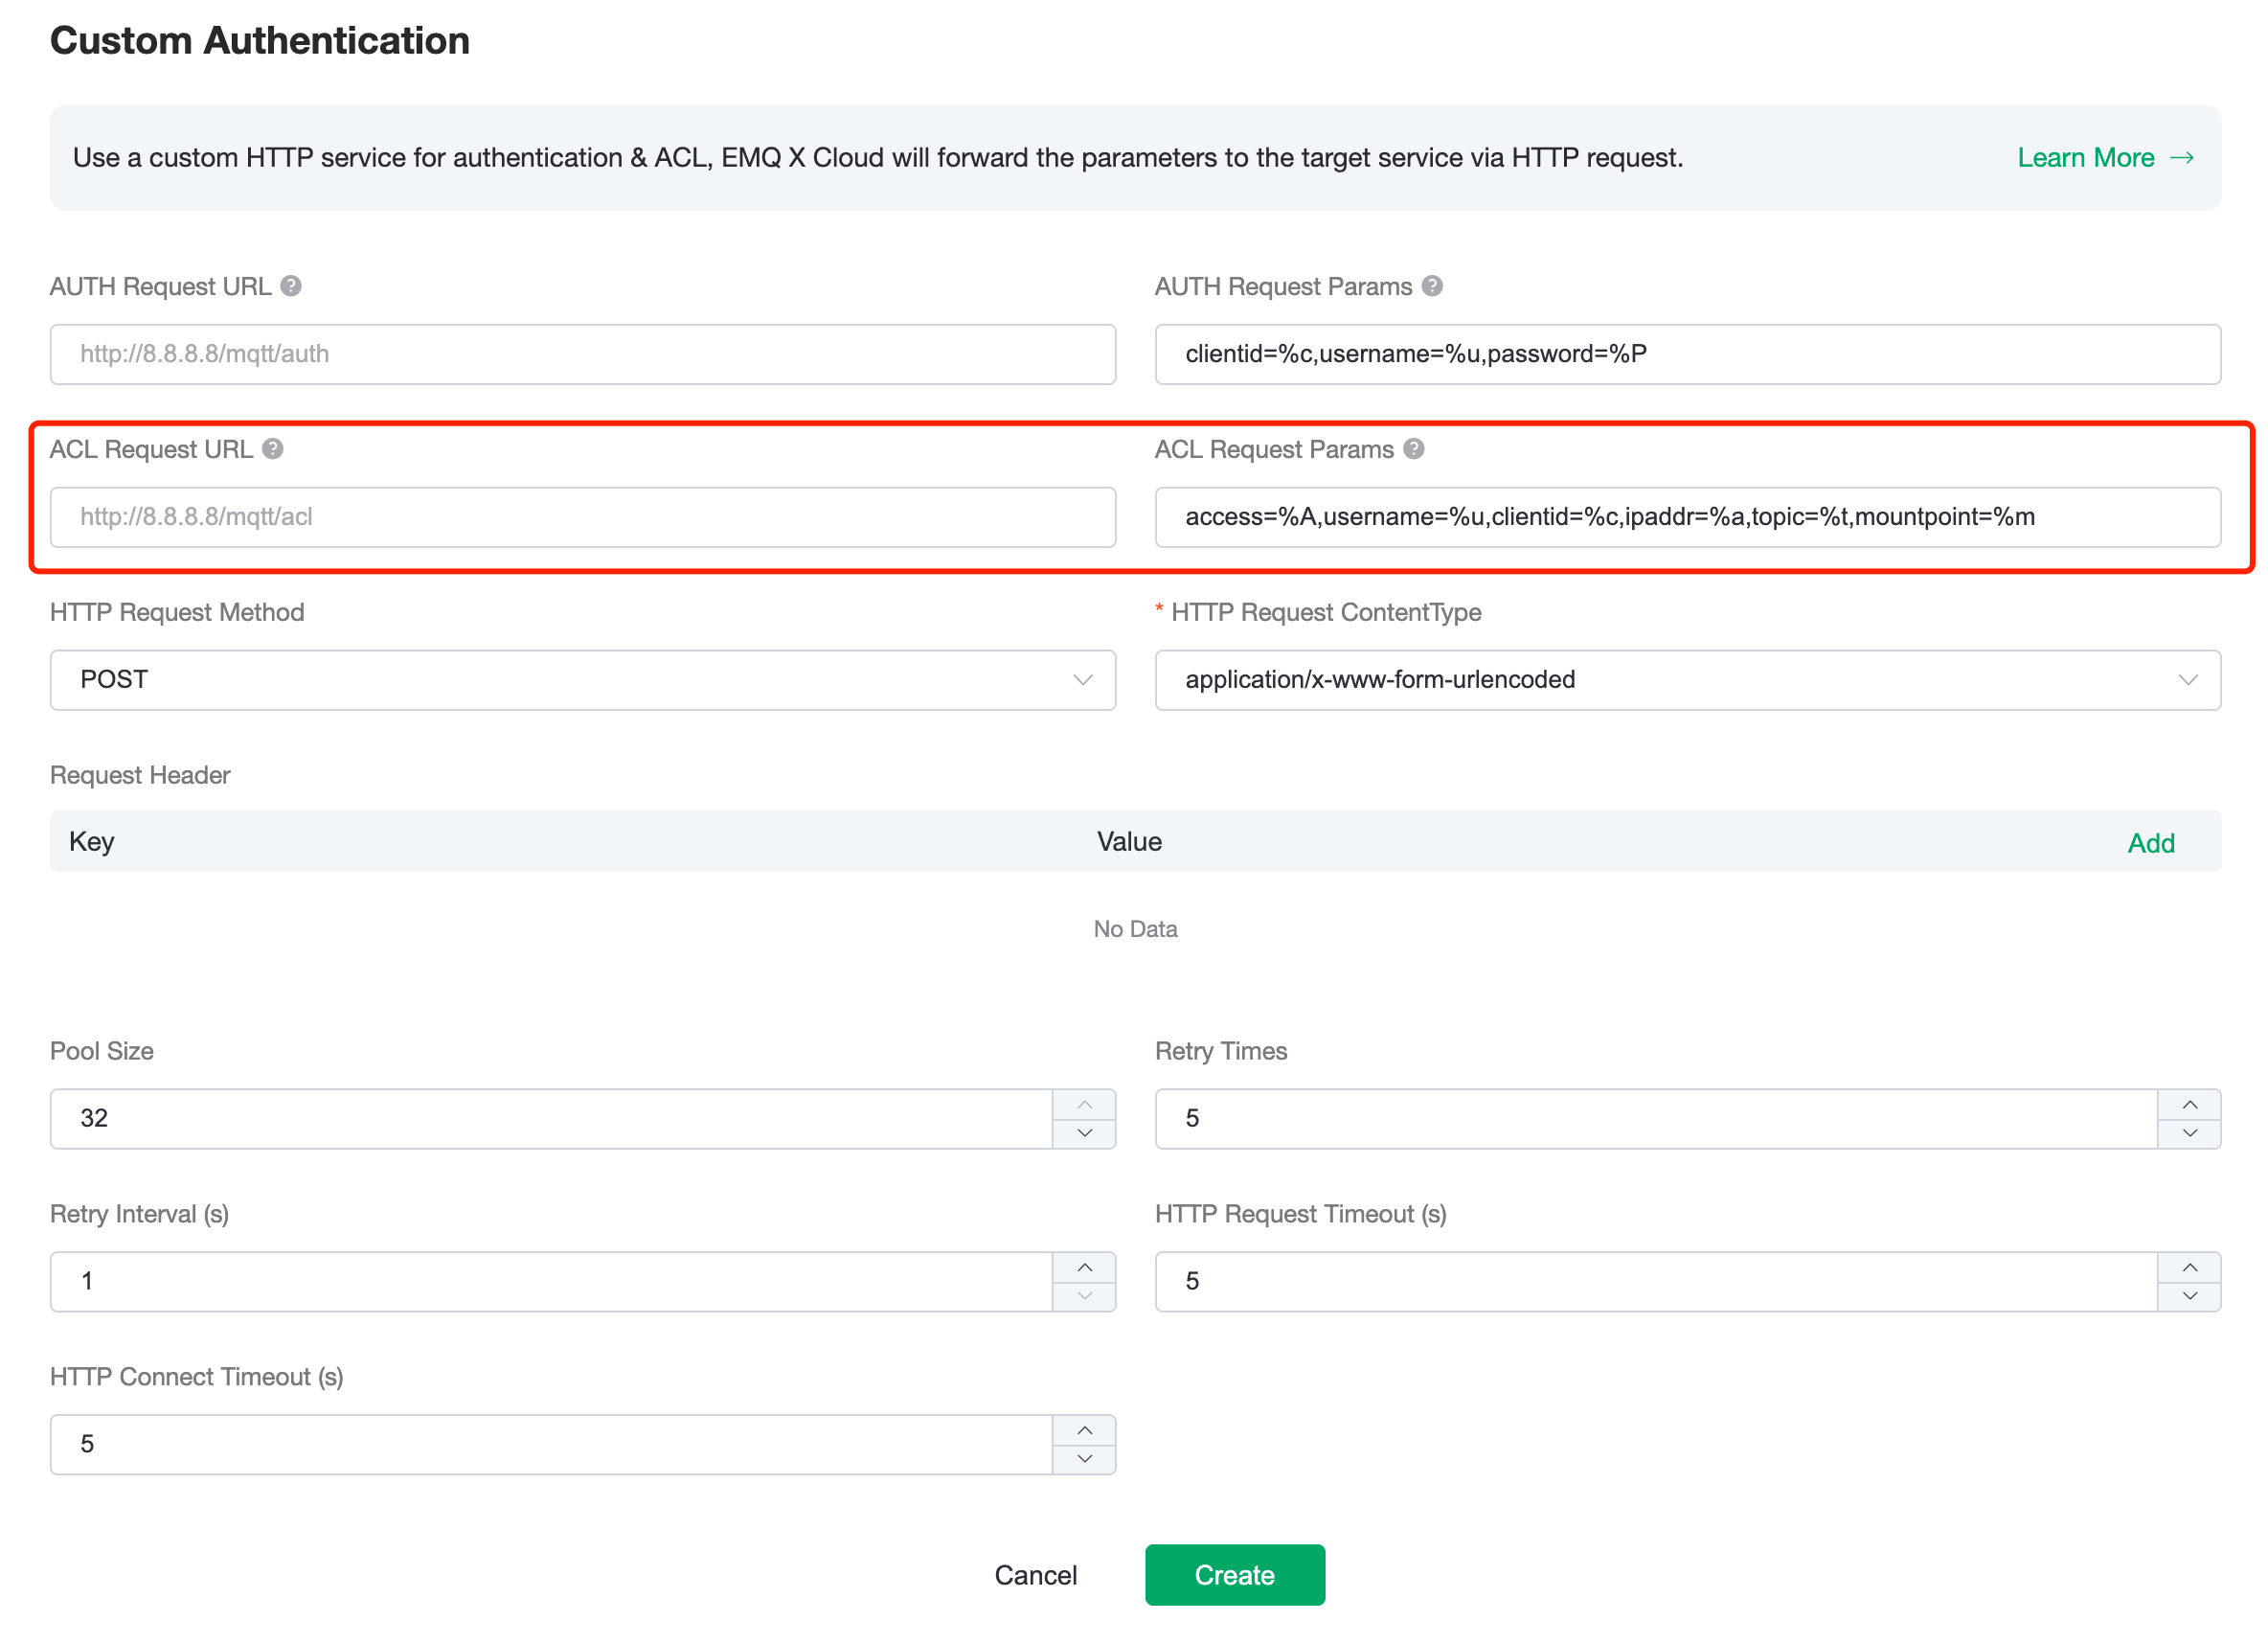 Custom Authentication
Use a custom HTTP service for authentication & ACL, EMQ X Cloud will forward the parameters to the target service via HTTP request.
Learn More →
AUTH Request URL ?
AUTH Request Params ?
http://8.8.8.8/mqtt/auth
clientid=%c,username=%u,password=%P
ACL Request URL ?
ACL Request Params ?
http://8.8.8.8/mqtt/acl
access=%A,username=%u,clientid=%c,ipaddr=%a,topic=%t,mountpoint=%m
HTTP Request Method
* HTTP Request ContentType
POST
application/x-www-form-urlencoded
Request Header
Key
Value
Add
No Data
Pool Size
Retry Times
32
5
Retry Interval (s)
HTTP Request Timeout (s)
1
5
HTTP Connect Timeout (s)
5
Cancel
Create